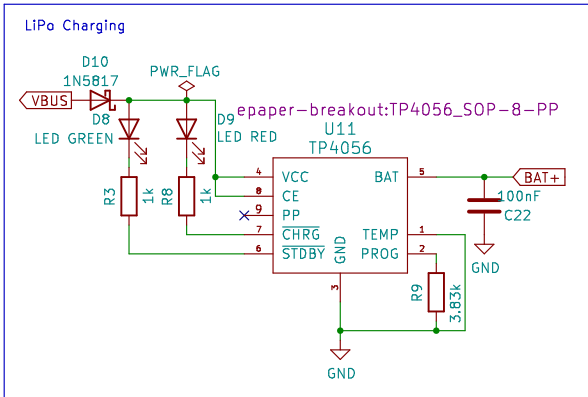 LiPo Charging
D10
1N5817
PWR_FLAG
VBUS
epaper-breakout:TP4056_SOP-8-PP
D8
LED GREEN
D9
LED RED
U11
TP4056
4
VCC
BAT
5
BAT+
8
CE
100nF
C22
R3
1k
R8
1k
9
PP
7
CHRG
TEMP
1
6
STDBY
PROG
2
GND
3
GND
R9
3.83k
GND